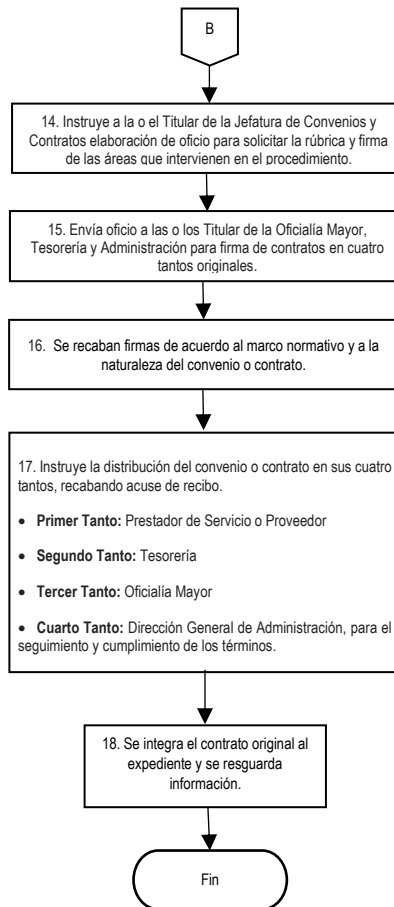 B
14. Instruye a la o el Titular de la Jefatura de Convenios y
Contratos elaboración de oficio para solicitar la rúbrica y firma
de las áreas que intervienen en el procedimiento.
15. Envía oficio a las o los Titular de la Oficialía Mayor,
Tesorería y Administración para firma de contratos en cuatro
tantos originales.
16. Se recaban firmas de acuerdo al marco normativo y a la
naturaleza del convenio o contrato.
17. Instruye la distribución del convenio o contrato en sus cuatro
tantos, recabando acuse de recibo.
• Primer Tanto: Prestador de Servicio o Proveedor
• Segundo Tanto: Tesorería
• Tercer Tanto: Oficialía Mayor
• Cuarto Tanto: Dirección General de Administración, para el
seguimiento y cumplimiento de los términos.
18. Se integra el contrato original al
expediente y se resguarda
información.
Fin